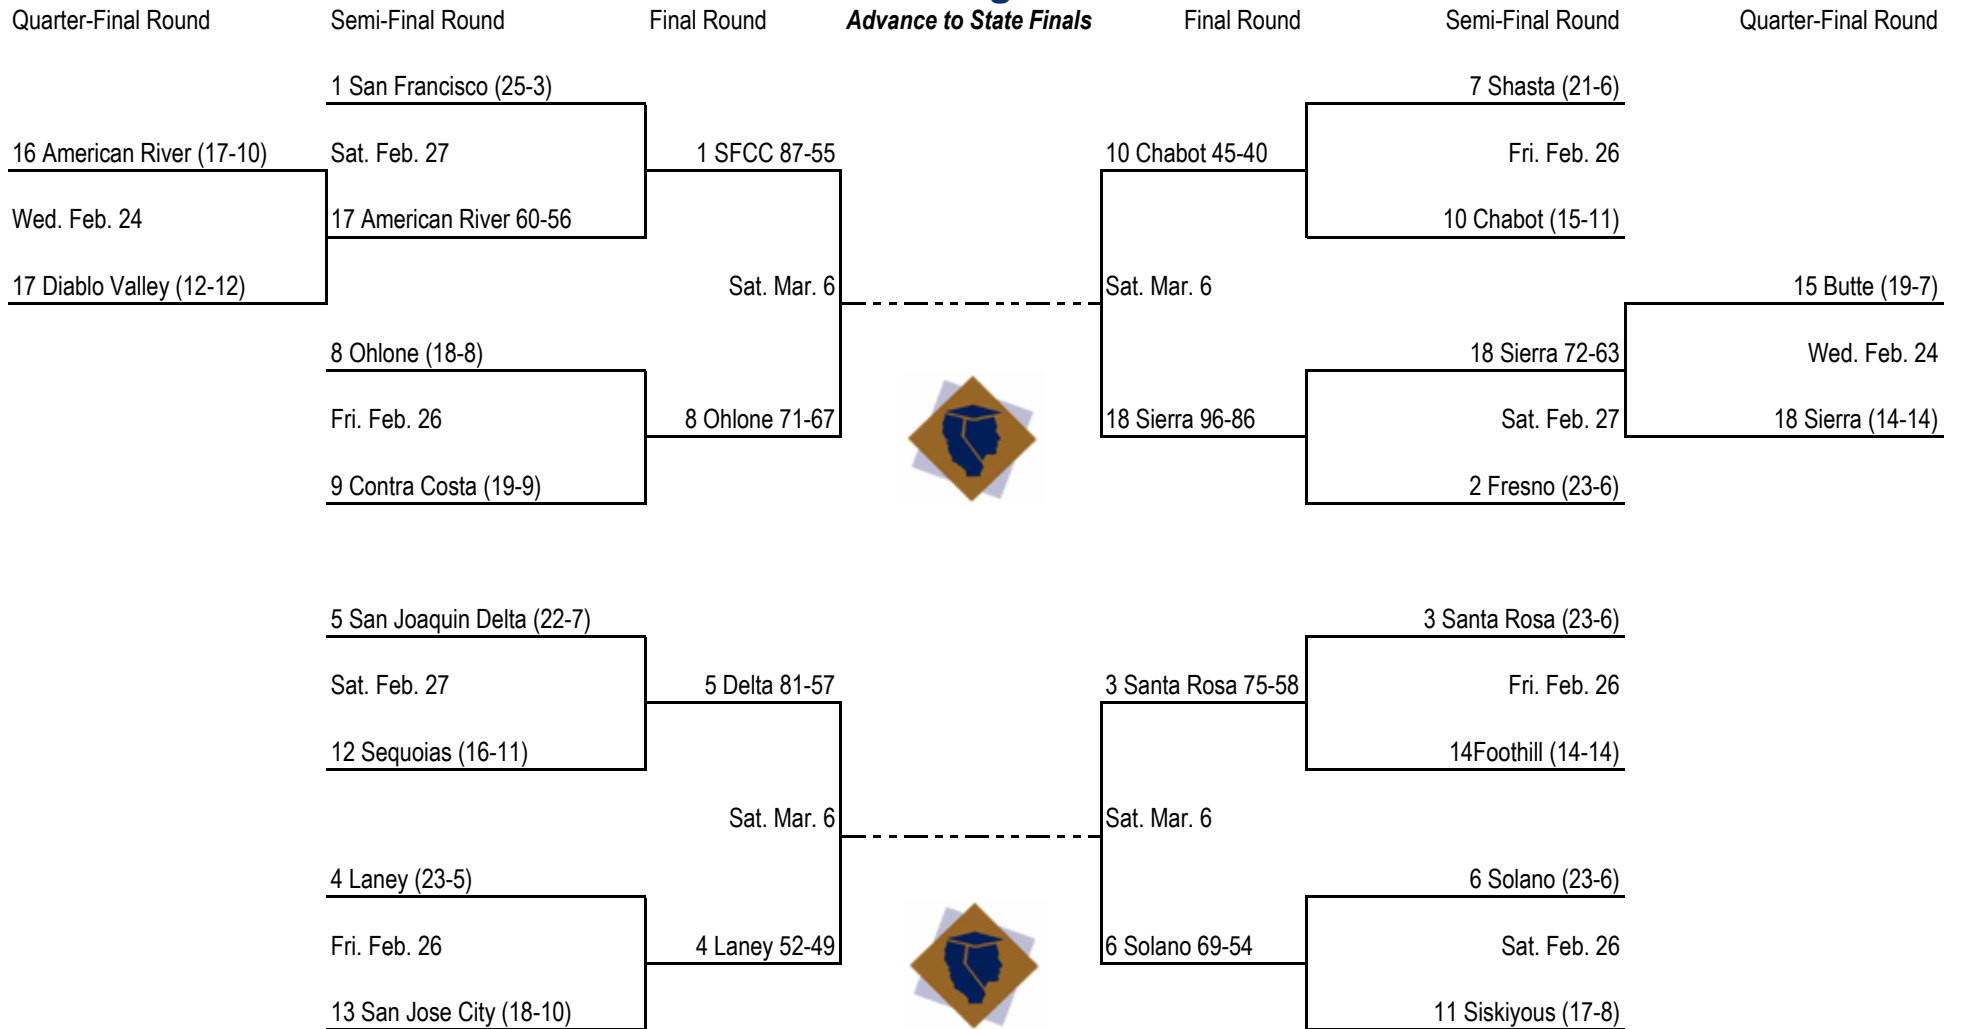 Quarter-Final Round
Semi-Final Round
Final Round
Advance to State Finals
Final Round
Semi-Final Round
Quarter-Final Round
1 San Francisco (25-3)
7 Shasta (21-6)
16 American River (17-10)
Sat. Feb. 27
1 SFCC 87-55
10 Chabot 45-40
Fri. Feb. 26
Wed. Feb. 24
17 American River 60-56
10 Chabot (15-11)
17 Diablo Valley (12-12)
Sat. Mar. 6
Sat. Mar. 6
15 Butte (19-7)
8 Ohlone (18-8)
18 Sierra 72-63
Wed. Feb. 24
Fri. Feb. 26
8 Ohlone 71-67
18 Sierra 96-86
Sat. Feb. 27
18 Sierra (14-14)
9 Contra Costa (19-9)
2 Fresno (23-6)
5 San Joaquin Delta (22-7)
3 Santa Rosa (23-6)
Sat. Feb. 27
5 Delta 81-57
3 Santa Rosa 75-58
Fri. Feb. 26
12 Sequoias (16-11)
14Foothill (14-14)
Sat. Mar. 6
Sat. Mar. 6
4 Laney (23-5)
6 Solano (23-6)
Fri. Feb. 26
4 Laney 52-49
6 Solano 69-54
Sat. Feb. 26
13 San Jose City (18-10)
11 Siskiyous (17-8)